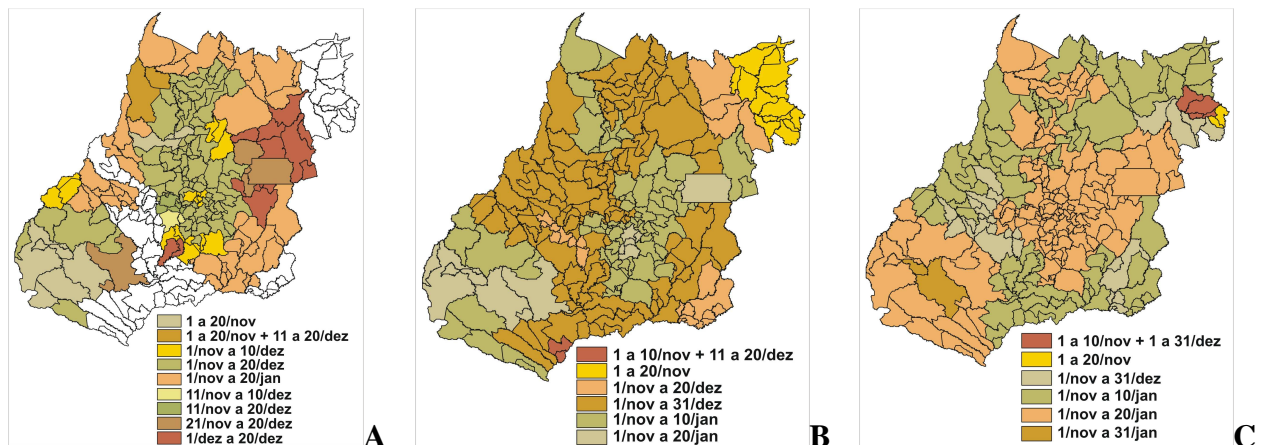 1 a 20/nov
1 a 20/nov + 11 a 20/dez
1/nov a 10/dez
1/nov a 20/dez
1/nov a 20/jan
11/nov a 10/dez
11/nov a 20/dez
21/nov a 20/dez
1/dez a 20/dez
A
1 a 10/nov + 11 a 20/dez
1 a 20/nov
1/nov a 20/dez
1/nov a 31/dez
1/nov a 10/jan
1/nov a 20/jan
B
1 a 10/nov + 1 a 31/dez
1 a 20/nov
1/nov a 31/dez
1/nov a 10/jan
1/nov a 20/jan
1/nov a 31/jan
C